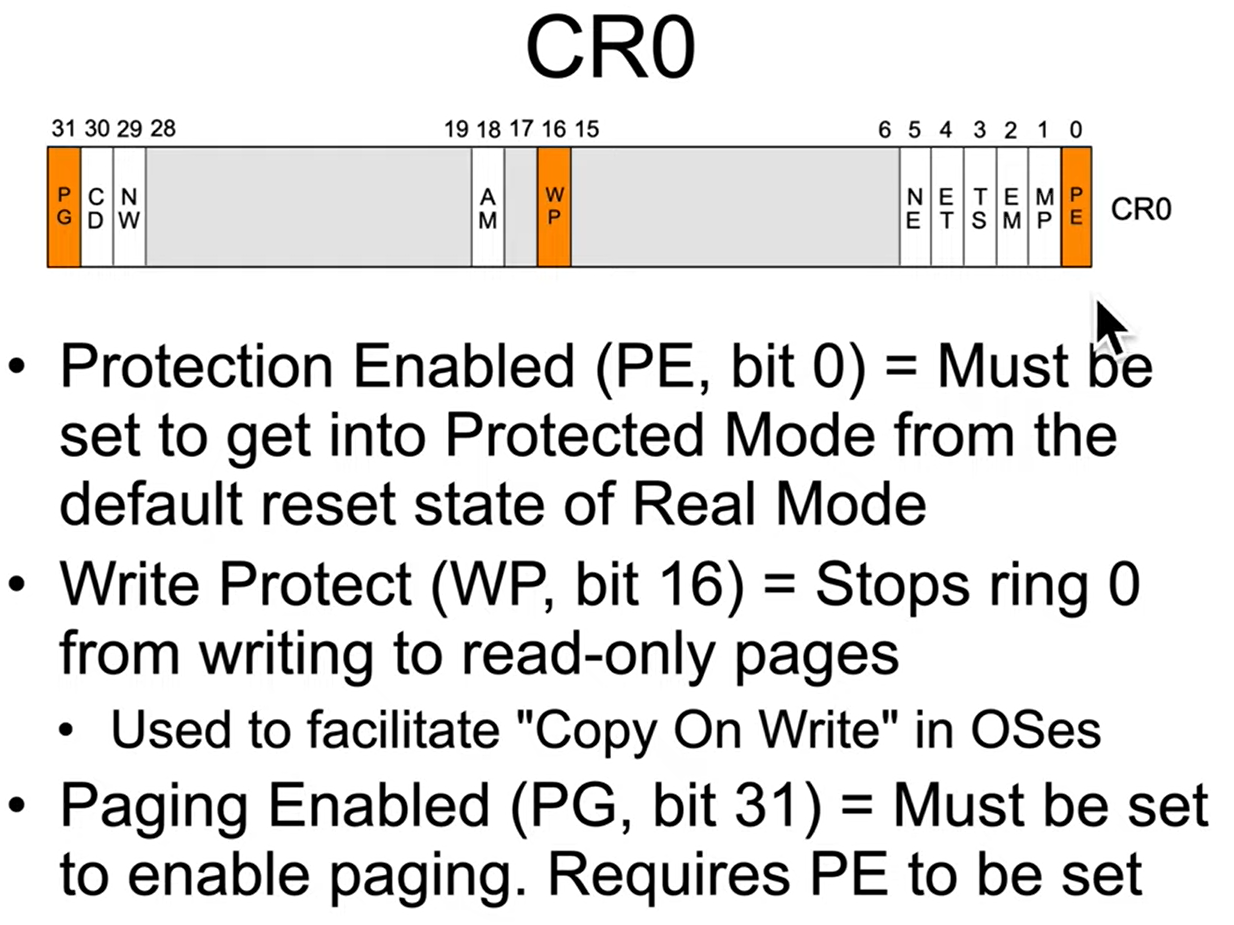 CR0
31 30 29 28 19 18 17 16 15 6 5 4 3 2 1 0
PG CD NW AM WP NE ET TS EM MP PE CR0
• Protection Enabled (PE, bit 0) = Must be
set to get into Protected Mode from the
default reset state of Real Mode
• Write Protect (WP, bit 16) = Stops ring 0
from writing to read-only pages
• Used to facilitate "Copy On Write" in OSes
• Paging Enabled (PG, bit 31) = Must be set
to enable paging. Requires PE to be set